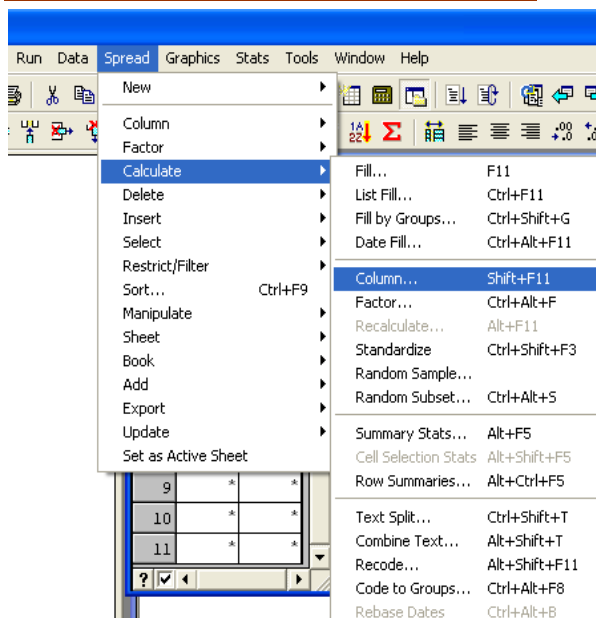 Run Data Spread Graphics Stats Tools Window Help
New
Column
Factor
Calculate
Delete
Insert
Select
Restrict/Filter
Sort... Ctrl+F9
Manipulate
Sheet
Book
Add
Export
Update
Set as Active Sheet
Fill... F11
List Fill... Ctrl+F11
Fill by Groups... Ctrl+Shift+G
Date Fill... Ctrl+Alt+F11
Column... Shift+F11
Factor... Ctrl+Alt+F
Recalculate... Alt+F11
Standardize Ctrl+Shift+F3
Random Sample...
Random Subset... Ctrl+Alt+S
Summary Stats... Alt+F5
Cell Selection Stats Alt+Shift+F5
Row Summaries... Alt+Ctrl+F5
Text Split... Ctrl+Shift+T
Combine Text... Alt+Shift+T
Recode... Alt+Shift+F11
Code to Groups... Ctrl+Alt+F8
Rebase Dates Ctrl+Alt+B
9 * *
10 * *
11 * *
?